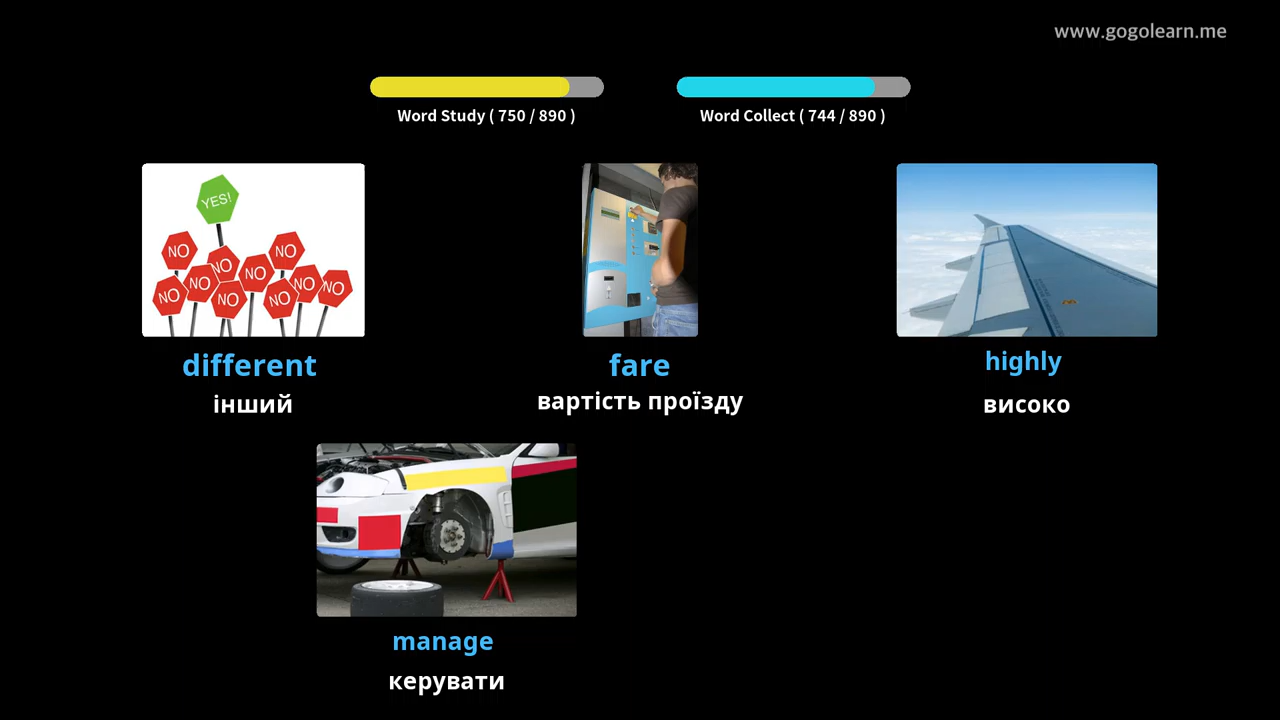 www.gogolearn.me
Word Study ( 750 / 890 )
Word Collect ( 744 / 890 )
YES!
NO
NO
NO
NO
NO
NO
NO
NO
NO
different
fare
highly
інший
вартість проїзду
високо
manage
керувати